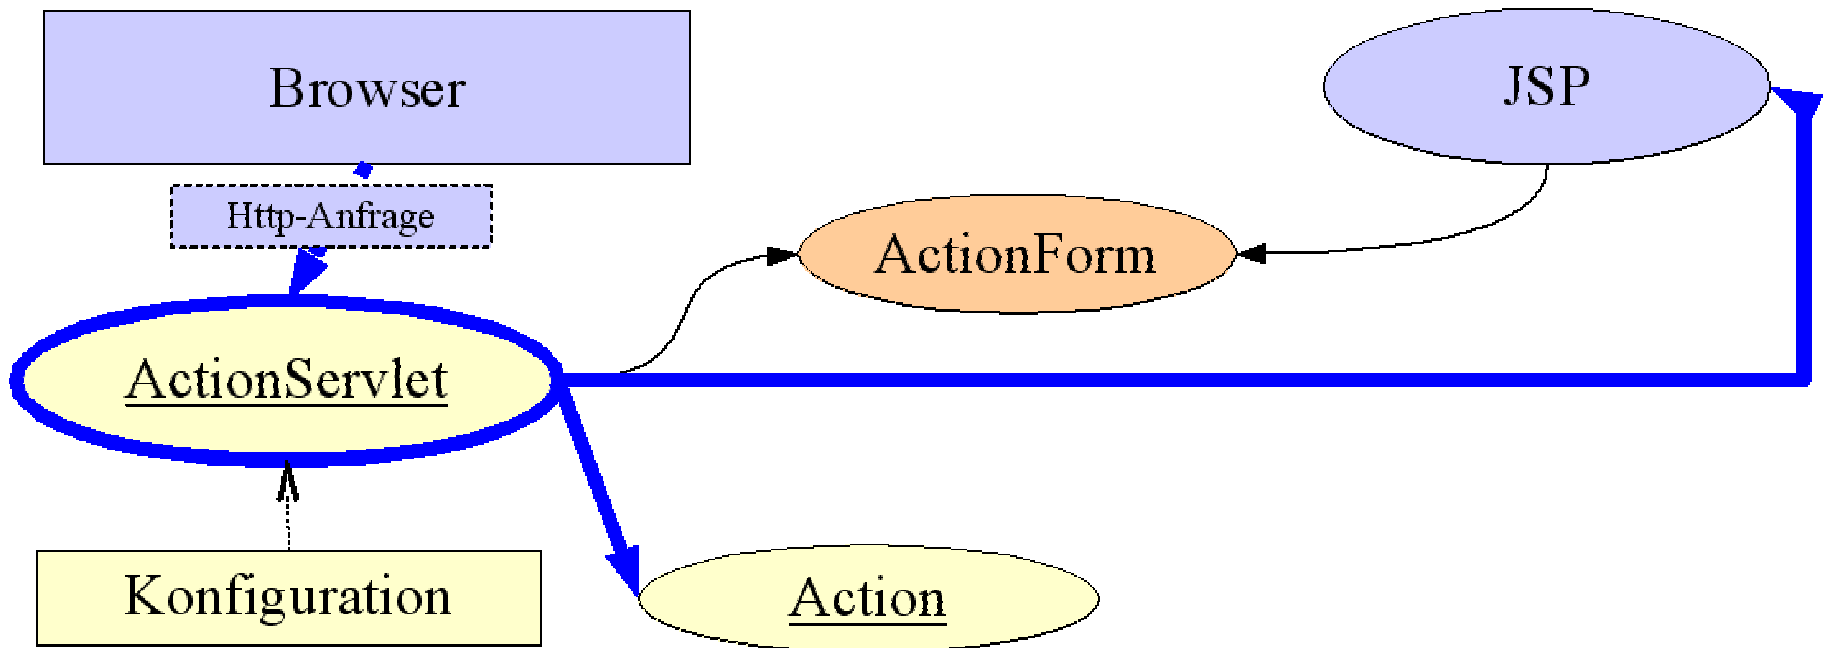 Browser
JSP
Http-Anfrage
ActionForm
ActionServlet
Konfiguration
Action